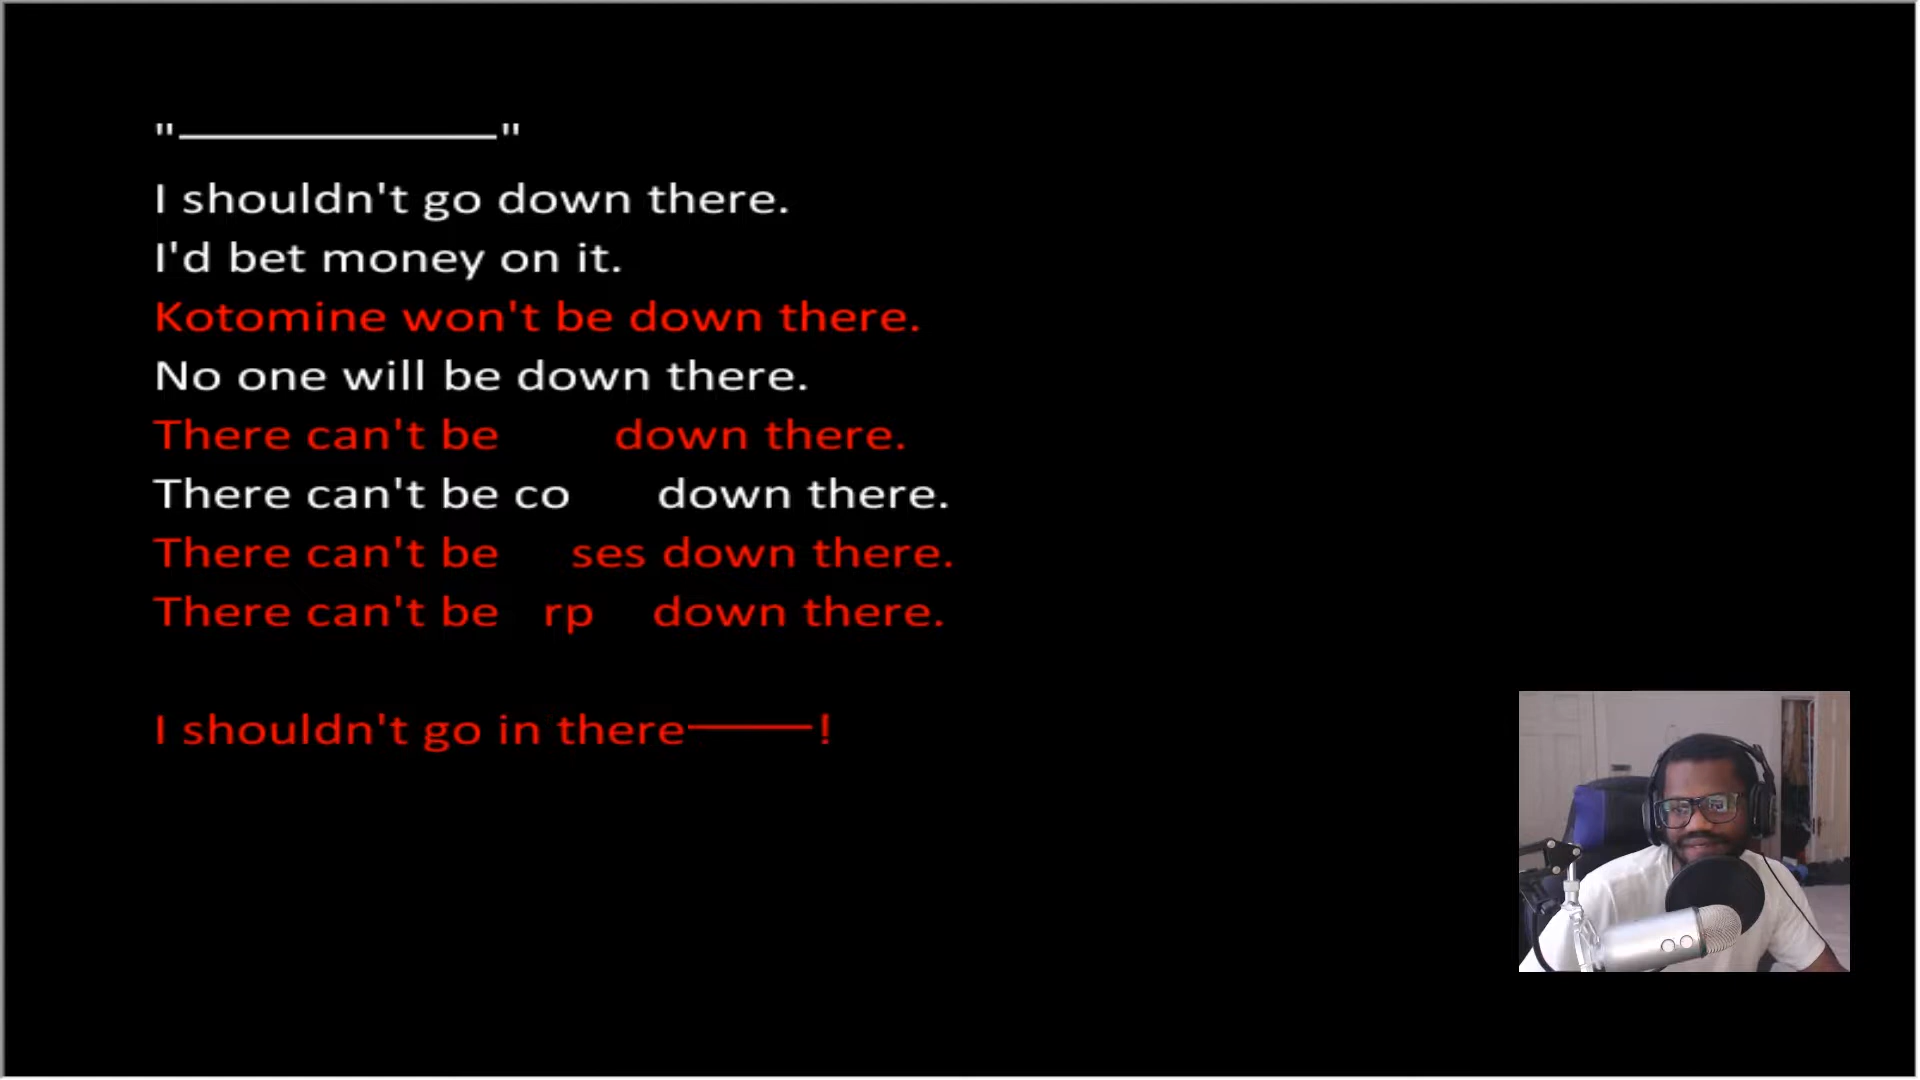 "―――――――"
I shouldn't go down there.
I'd bet money on it.
Kotomine won't be down there.
No one will be down there.
There can't be        down there.
There can't be co      down there.
There can't be     ses down there.
There can't be   rp    down there.
I shouldn't go in there―――!